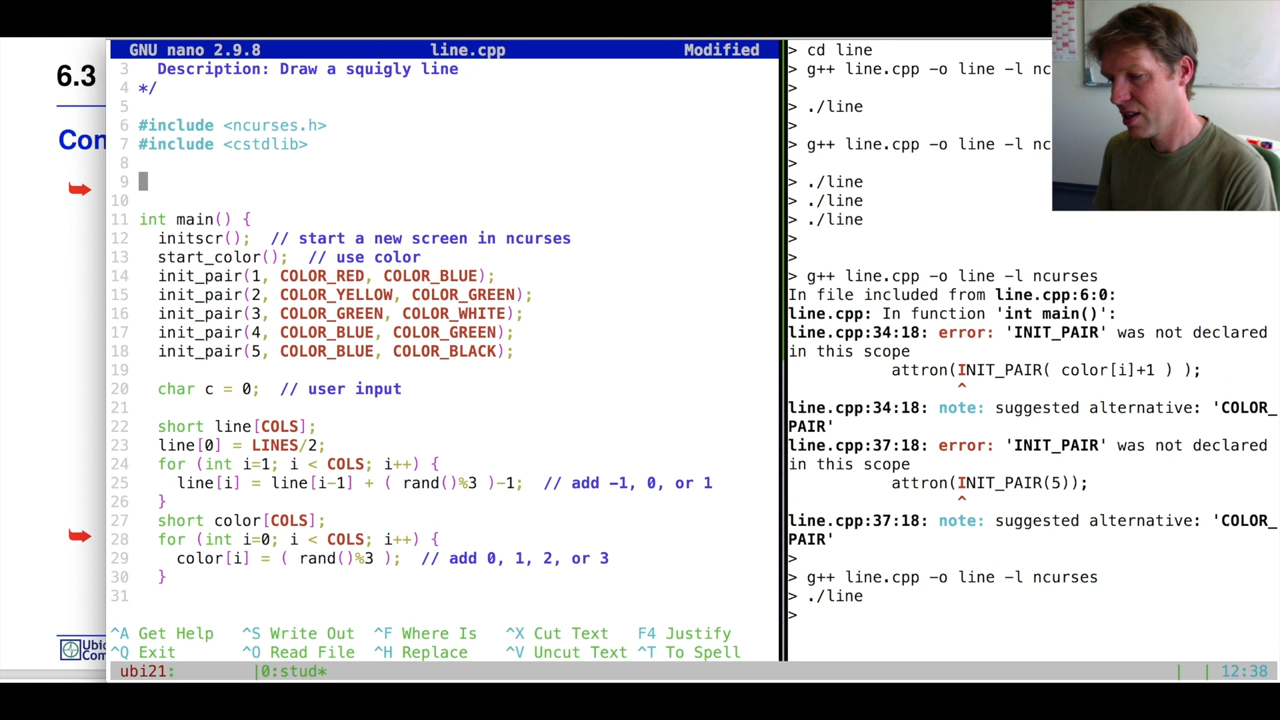 6.3
Con
GNU nano 2.9.8 line.cpp Modified
3 Description: Draw a squigly line
4 */
5
6 #include <ncurses.h>
7 #include <cstdlib>
8
9
10
11 int main() {
12 initscr(); // start a new screen in ncurses
13 start_color(); // use color
14 init_pair(1, COLOR_RED, COLOR_BLUE);
15 init_pair(2, COLOR_YELLOW, COLOR_GREEN);
16 init_pair(3, COLOR_GREEN, COLOR_WHITE);
17 init_pair(4, COLOR_BLUE, COLOR_GREEN);
18 init_pair(5, COLOR_BLUE, COLOR_BLACK);
19
20 char c = 0; // user input
21
22 short line[COLS];
23 line[0] = LINES/2;
24 for (int i=1; i < COLS; i++) {
25 line[i] = line[i-1] + ( rand()%3 )-1; // add -1, 0, or 1
26 }
27 short color[COLS];
28 for (int i=0; i < COLS; i++) {
29 color[i] = ( rand()%3 ); // add 0, 1, 2, or 3
30 }
31
^A Get Help ^S Write Out ^F Where Is ^X Cut Text F4 Justify
^Q Exit ^O Read File ^H Replace ^V Uncut Text ^T To Spell
> cd line
> g++ line.cpp -o line -l nc
>
> ./line
>
> g++ line.cpp -o line -l nc
>
> ./line
> ./line
> ./line
>
>
> g++ line.cpp -o line -l ncurses
In file included from line.cpp:6:0:
line.cpp: In function 'int main()':
line.cpp:34:18: error: 'INIT_PAIR' was not declared
in this scope
attron(INIT_PAIR( color[i]+1 ) );
^
line.cpp:34:18: note: suggested alternative: 'COLOR_
PAIR'
line.cpp:37:18: error: 'INIT_PAIR' was not declared
in this scope
attron(INIT_PAIR(5));
^
line.cpp:37:18: note: suggested alternative: 'COLOR_
PAIR'
>
> g++ line.cpp -o line -l ncurses
> ./line
>
Ubi
Com
ubi21: |0:stud* | | 12:38